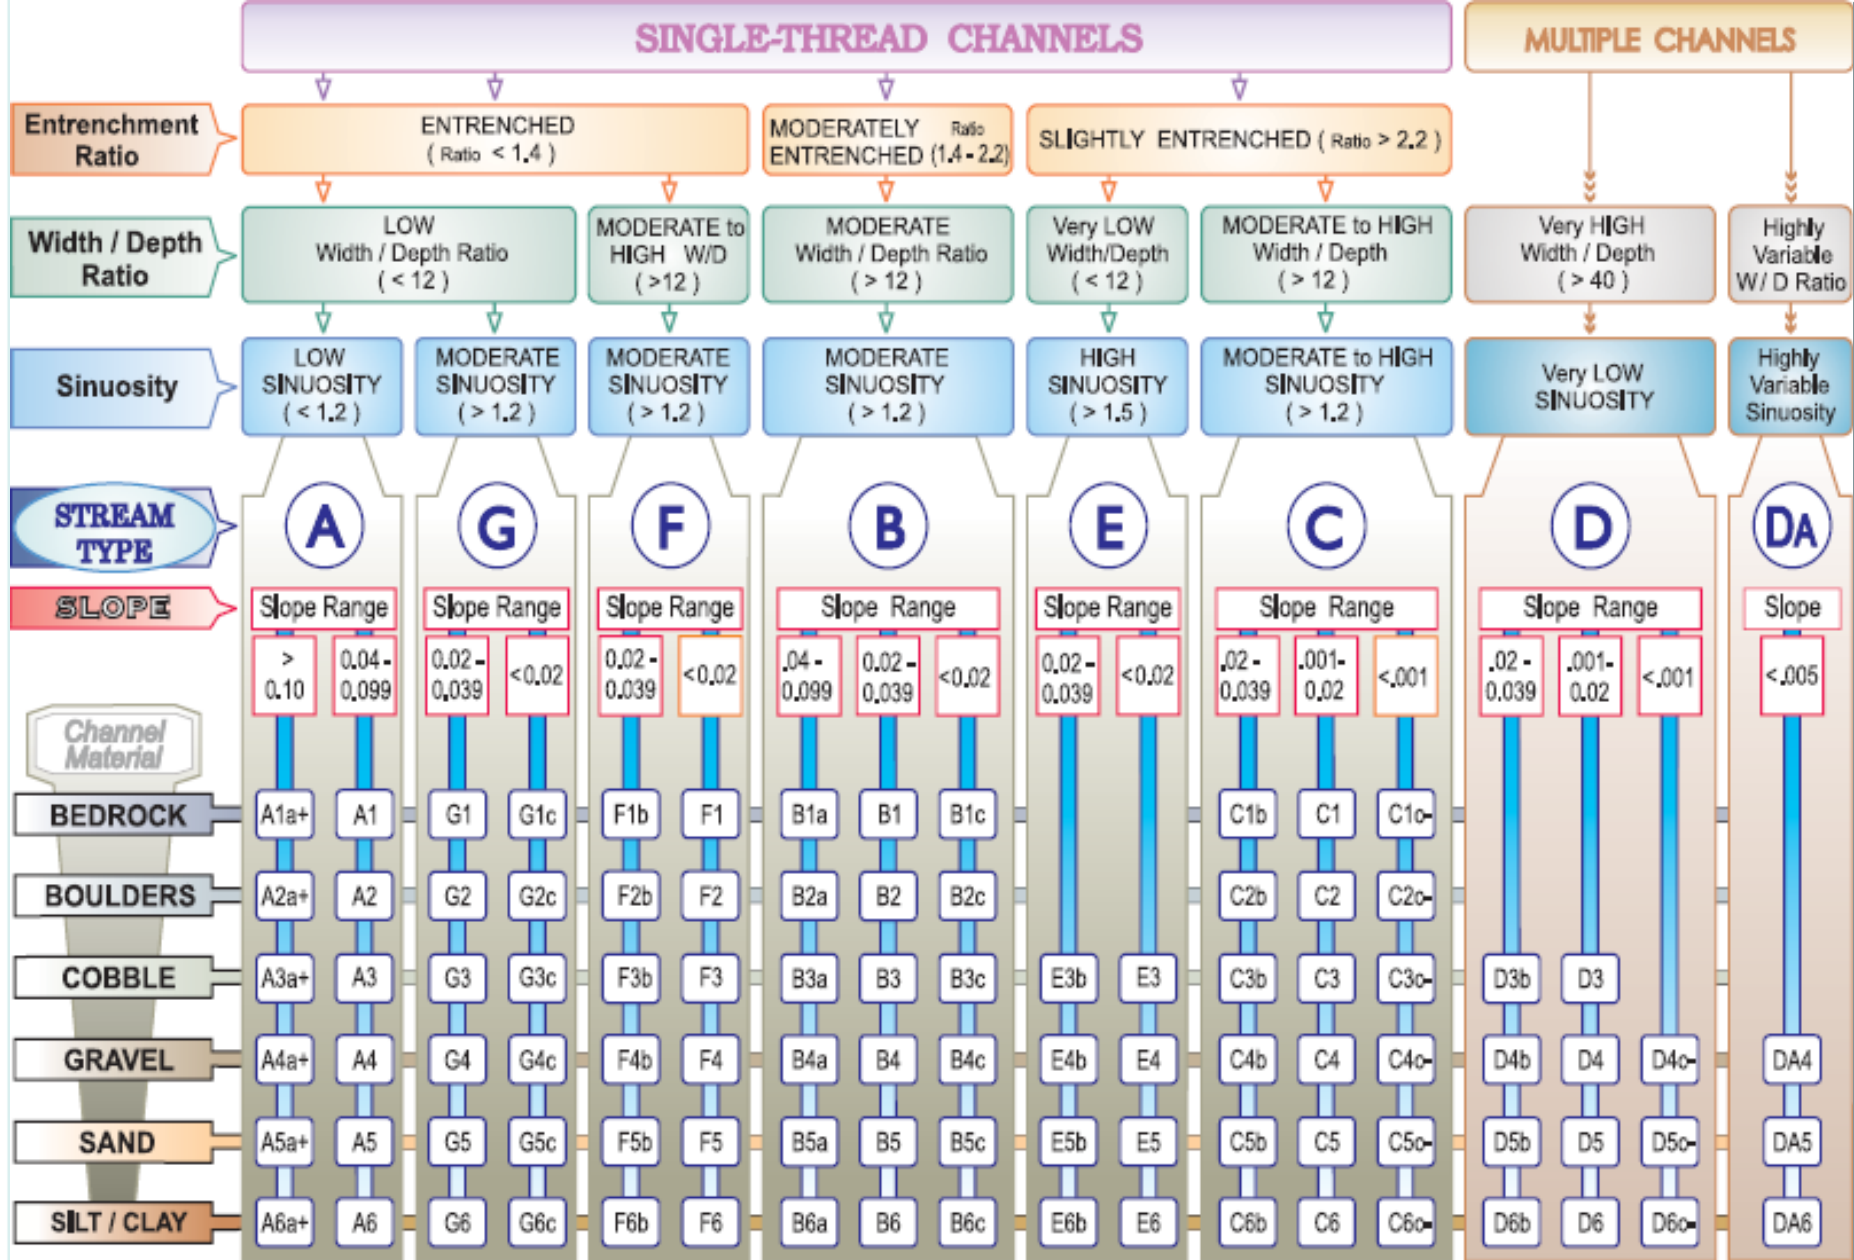 SINGLE-THREAD CHANNELS
MULTIPLE CHANNELS
Entrenchment
Ratio
ENTRENCHED
( Ratio < 1.4 )
MODERATELY Ratio
ENTRENCHED (1.4 - 2.2)
SLIGHTLY ENTRENCHED ( Ratio > 2.2 )
Width / Depth
Ratio
LOW
Width / Depth Ratio
( < 12 )
MODERATE to
HIGH W/D
( >12 )
MODERATE
Width / Depth Ratio
( > 12 )
Very LOW
Width/Depth
( < 12 )
MODERATE to HIGH
Width / Depth
( > 12 )
Very HIGH
Width / Depth
( > 40 )
Highly
Variable
W / D Ratio
Sinuosity
LOW
SINUOSITY
( < 1.2 )
MODERATE
SINUOSITY
( > 1.2 )
MODERATE
SINUOSITY
( > 1.2 )
MODERATE
SINUOSITY
( > 1.2 )
HIGH
SINUOSITY
( > 1.5 )
MODERATE to HIGH
SINUOSITY
( > 1.2 )
Very LOW
SINUOSITY
Highly
Variable
Sinuosity
STREAM
TYPE
A G F B E C D DA
SLOPE
Slope Range Slope Range Slope Range Slope Range Slope Range Slope Range Slope Range Slope
>
0.10
0.04 -
0.099
0.02 -
0.039
<0.02
0.02 -
0.039
<0.02
.04 -
0.099
0.02 -
0.039
<0.02
0.02 -
0.039
<0.02
.02 -
0.039
.001-
0.02
<.001
.02 -
0.039
.001-
0.02
<.001
<.005
Channel
Material
BEDROCK A1a+ A1 G1 G1c F1b F1 B1a B1 B1c C1b C1 C1c-
BOULDERS A2a+ A2 G2 G2c F2b F2 B2a B2 B2c C2b C2 C2c-
COBBLE A3a+ A3 G3 G3c F3b F3 B3a B3 B3c E3b E3 C3b C3 C3c- D3b D3
GRAVEL A4a+ A4 G4 G4c F4b F4 B4a B4 B4c E4b E4 C4b C4 C4c- D4b D4 D4c- DA4
SAND A5a+ A5 G5 G5c F5b F5 B5a B5 B5c E5b E5 C5b C5 C5c- D5b D5 D5c- DA5
SILT / CLAY A6a+ A6 G6 G6c F6b F6 B6a B6 B6c E6b E6 C6b C6 C6c- D6b D6 D6c- DA6